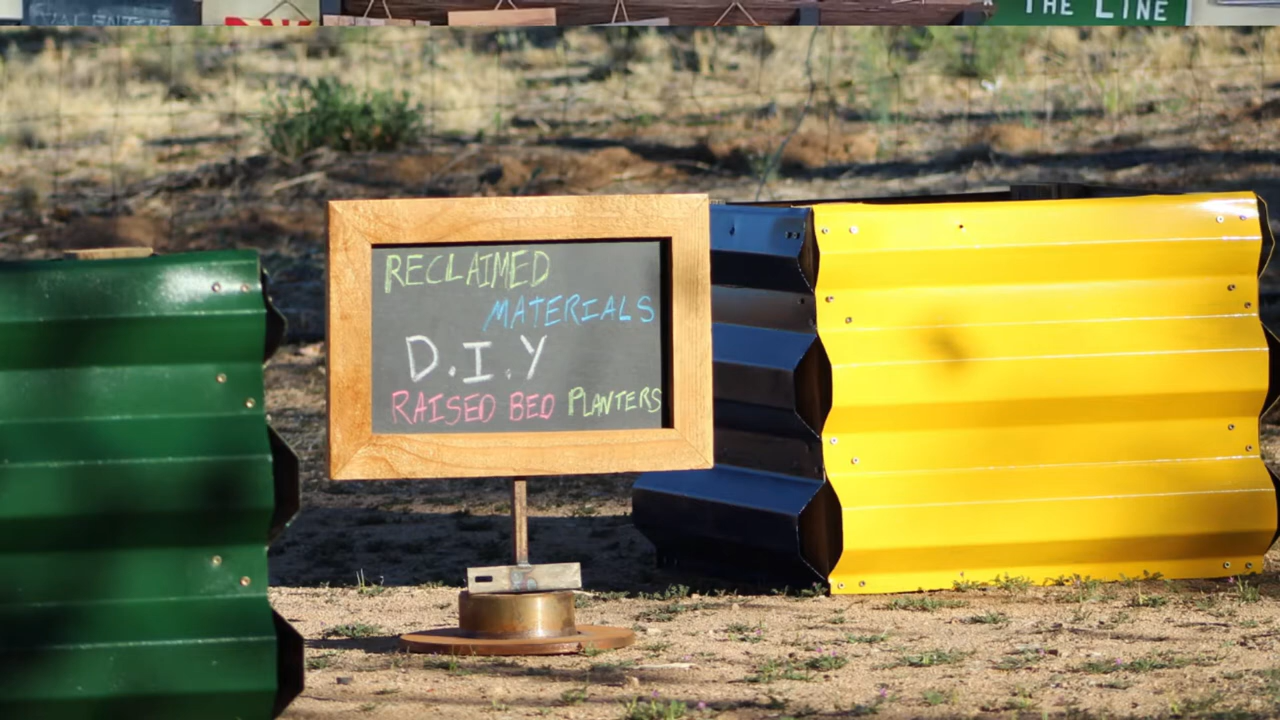 THE LINE
RECLAIMED
MATERIALS
D.I.Y
RAISED BED PLANTERS